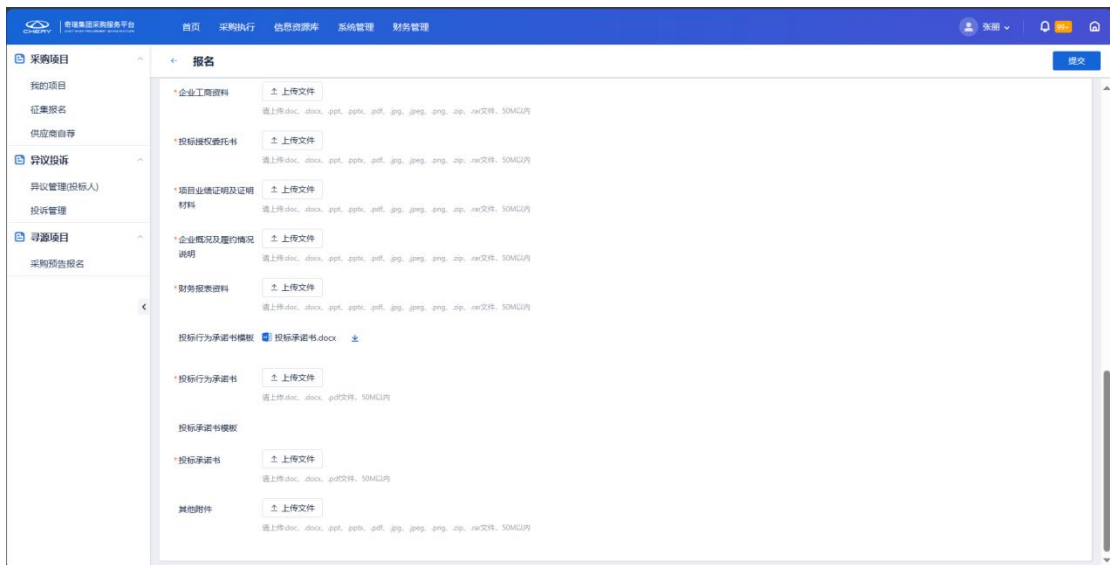 CHERY
奇瑞集团采购服务平台
首页 采购执行 信息资源库 系统管理 财务管理
张丽
99+
采购项目
我的项目
征集报名
供应商自荐
异议投诉
异议管理(投标人)
投诉管理
寻源项目
采购预告报名
← 报名
提交
*企业工商资料 上传文件
请上传.doc、.docx、.ppt、.pptx、.pdf、.jpg、.jpeg、.png、.zip、.rar文件、50M以内
*投标授权委托书 上传文件
请上传.doc、.docx、.ppt、.pptx、.pdf、.jpg、.jpeg、.png、.zip、.rar文件、50M以内
*项目业绩证明及证明 上传文件
材料
请上传.doc、.docx、.ppt、.pptx、.pdf、.jpg、.jpeg、.png、.zip、.rar文件、50M以内
*企业概况及履约情况 上传文件
说明
请上传.doc、.docx、.ppt、.pptx、.pdf、.jpg、.jpeg、.png、.zip、.rar文件、50M以内
*财务报表资料 上传文件
请上传.doc、.docx、.ppt、.pptx、.pdf、.jpg、.jpeg、.png、.zip、.rar文件、50M以内
投标行为承诺书模板 投标承诺书.docx
*投标行为承诺书 上传文件
请上传.doc、.docx、.pdf文件、50M以内
投标承诺书模板
*投标承诺书 上传文件
请上传.doc、.docx、.pdf文件、50M以内
其他附件 上传文件
请上传.doc、.docx、.ppt、.pptx、.pdf、.jpg、.jpeg、.png、.zip、.rar文件、50M以内